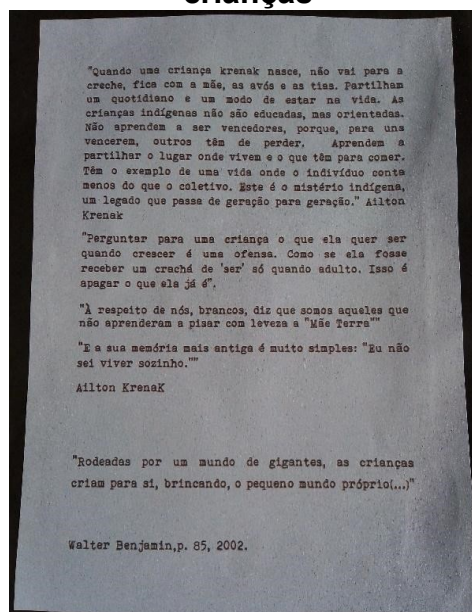 crianças
"Quando uma criança krenak nasce, não vai para a
creche, fica com a mãe, as avós e as tias. Partilham
um quotidiano e um modo de estar na vida. As
crianças indígenas não são educadas, mas orientadas.
Não aprendem a ser vencedores, porque, para uns
vencerem, outros têm de perder. Aprendem a
partilhar o lugar onde vivem e o que têm para comer.
Têm o exemplo de uma vida onde o indivíduo conta
menos do que o coletivo. Este é o mistério indígena,
um legado que passa de geração para geração." Ailton
Krenak
"Perguntar para uma criança o que ela quer ser
quando crescer é uma ofensa. Como se ela fosse
receber um crachá de 'ser' só quando adulto. Isso é
apagar o que ela já é".
"À respeito de nós, brancos, diz que somos aqueles que
não aprenderam a pisar com leveza a "Mãe Terra""
"E a sua memória mais antiga é muito simples: "Eu não
sei viver sozinho.""
Ailton KrenaK
"Rodeadas por um mundo de gigantes, as crianças
criam para si, brincando, o pequeno mundo próprio(...)"
Walter Benjamin,p. 85, 2002.